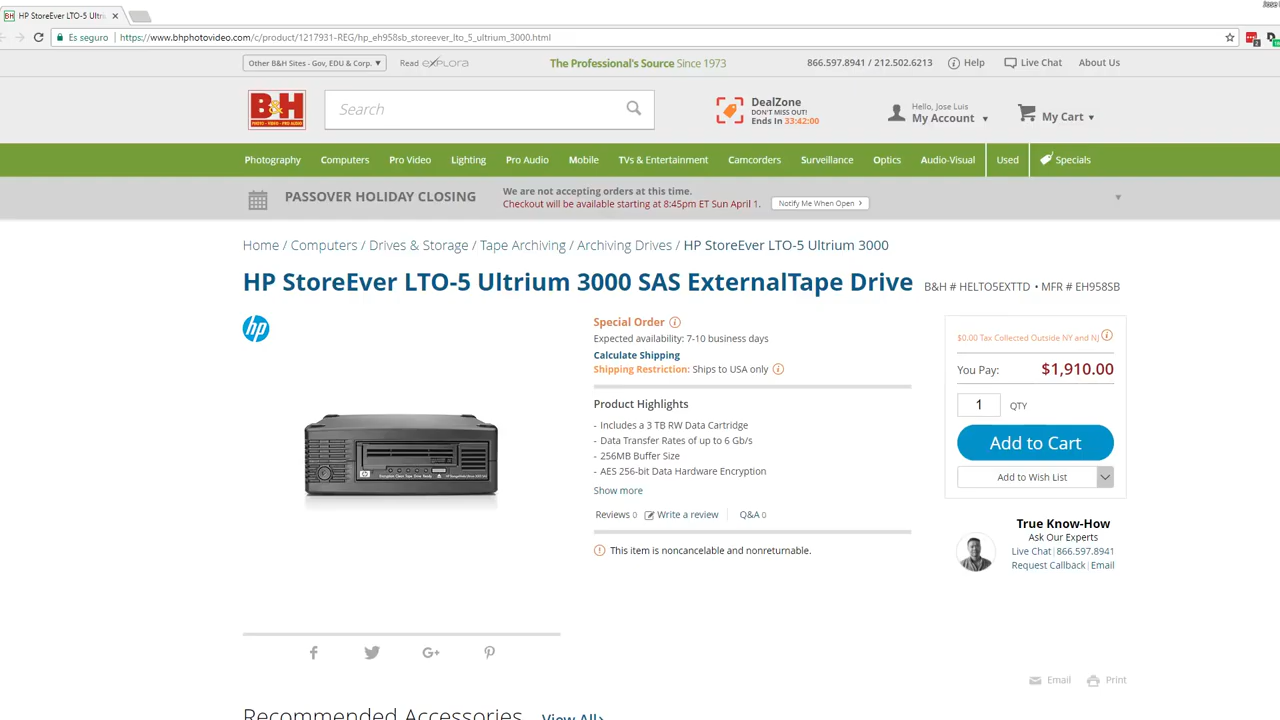 Jose
HP StoreEver LTO-5 Ultri
Es seguro | https://www.bhphotovideo.com/c/product/1217931-REG/hp_eh958sb_storeever_lto_5_ultrium_3000.html
Other B&H Sites - Gov, EDU & Corp. ▼
Read eXPLORA
The Professional's Source Since 1973
866.597.8941 / 212.502.6213
Help
Live Chat
About Us
B&H
PHOTO - VIDEO - PRO AUDIO
Search
DealZone
DON'T MISS OUT!
Ends In 33:42:00
Hello, Jose Luis
My Account ▼
My Cart ▼
Photography Computers Pro Video Lighting Pro Audio Mobile TVs & Entertainment Camcorders Surveillance Optics Audio-Visual Used Specials
PASSOVER HOLIDAY CLOSING
We are not accepting orders at this time.
Checkout will be available starting at 8:45pm ET Sun April 1.
Notify Me When Open >
Home / Computers / Drives & Storage / Tape Archiving / Archiving Drives / HP StoreEver LTO-5 Ultrium 3000
HP StoreEver LTO-5 Ultrium 3000 SAS ExternalTape Drive
B&H # HELTO5EXTTD • MFR # EH958SB
hp
Special Order
Expected availability: 7-10 business days
Calculate Shipping
Shipping Restriction: Ships to USA only
Product Highlights
- Includes a 3 TB RW Data Cartridge
- Data Transfer Rates of up to 6 Gb/s
- 256MB Buffer Size
- AES 256-bit Data Hardware Encryption
Show more
Reviews 0
Write a review
Q&A 0
This item is noncancelable and nonreturnable.
$0.00 Tax Collected Outside NY and NJ
You Pay: $1,910.00
1 QTY
Add to Cart
Add to Wish List
True Know-How
Ask Our Experts
Live Chat | 866.597.8941
Request Callback | Email
Email
Print
Recommended Accessories View All>